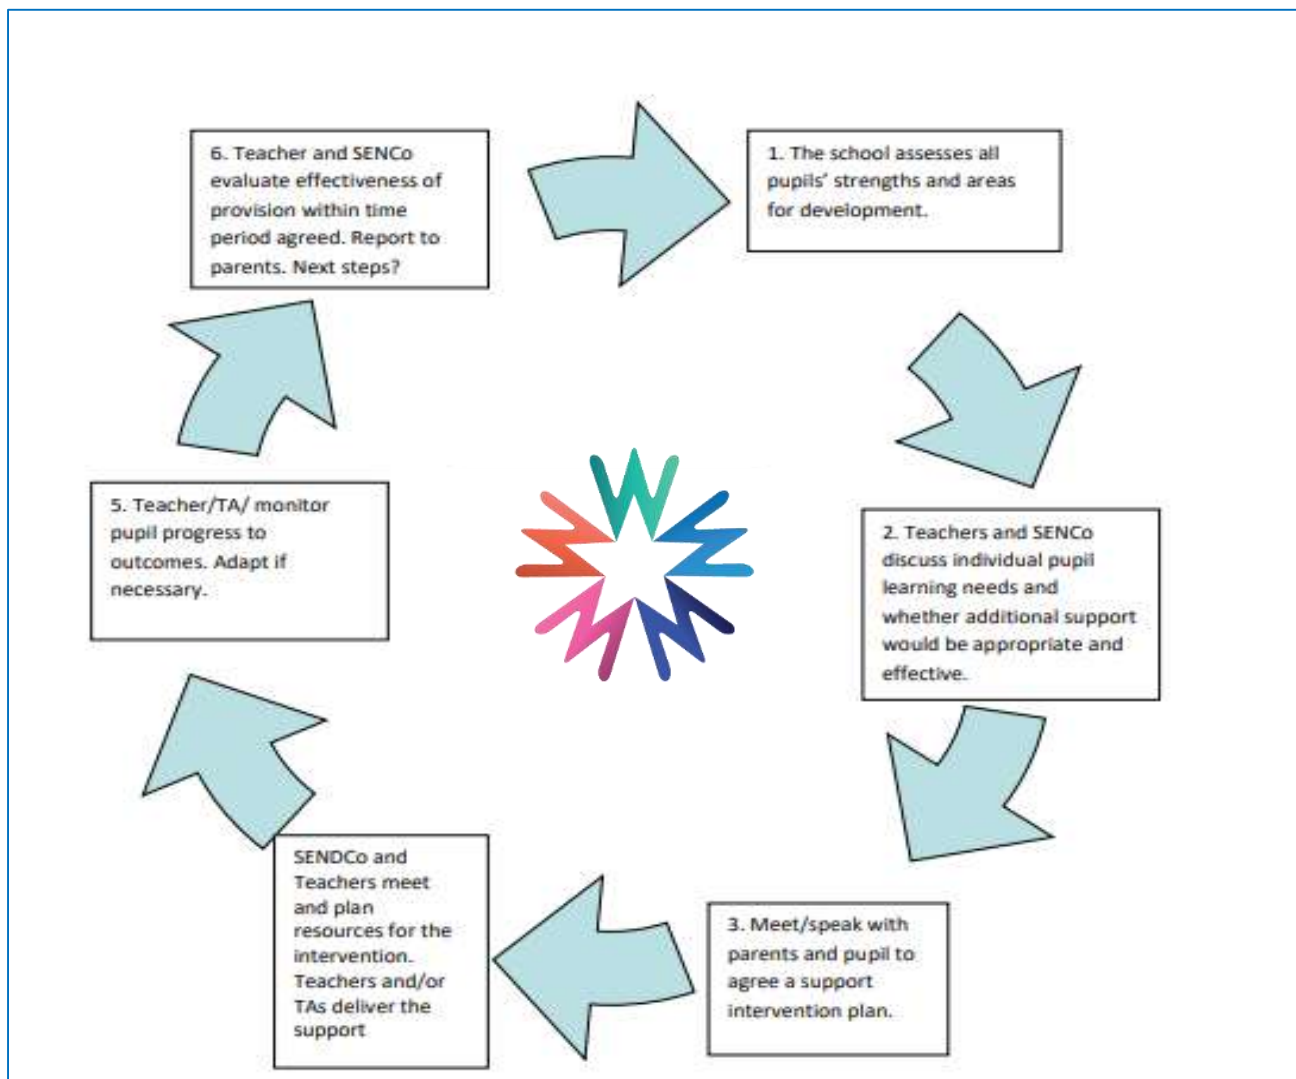 6. Teacher and SENCo
evaluate effectiveness of
provision within time
period agreed. Report to
parents. Next steps?
1. The school assesses all
pupils’ strengths and areas
for development.
2. Teachers and SENCo
discuss individual pupil
learning needs and
whether additional support
would be appropriate and
effective.
3. Meet/speak with
parents and pupil to
agree a support
intervention plan.
SENDCo and
Teachers meet
and plan
resources for the
intervention.
Teachers and/or
TAs deliver the
support
5. Teacher/TA/ monitor
pupil progress to
outcomes. Adapt if
necessary.